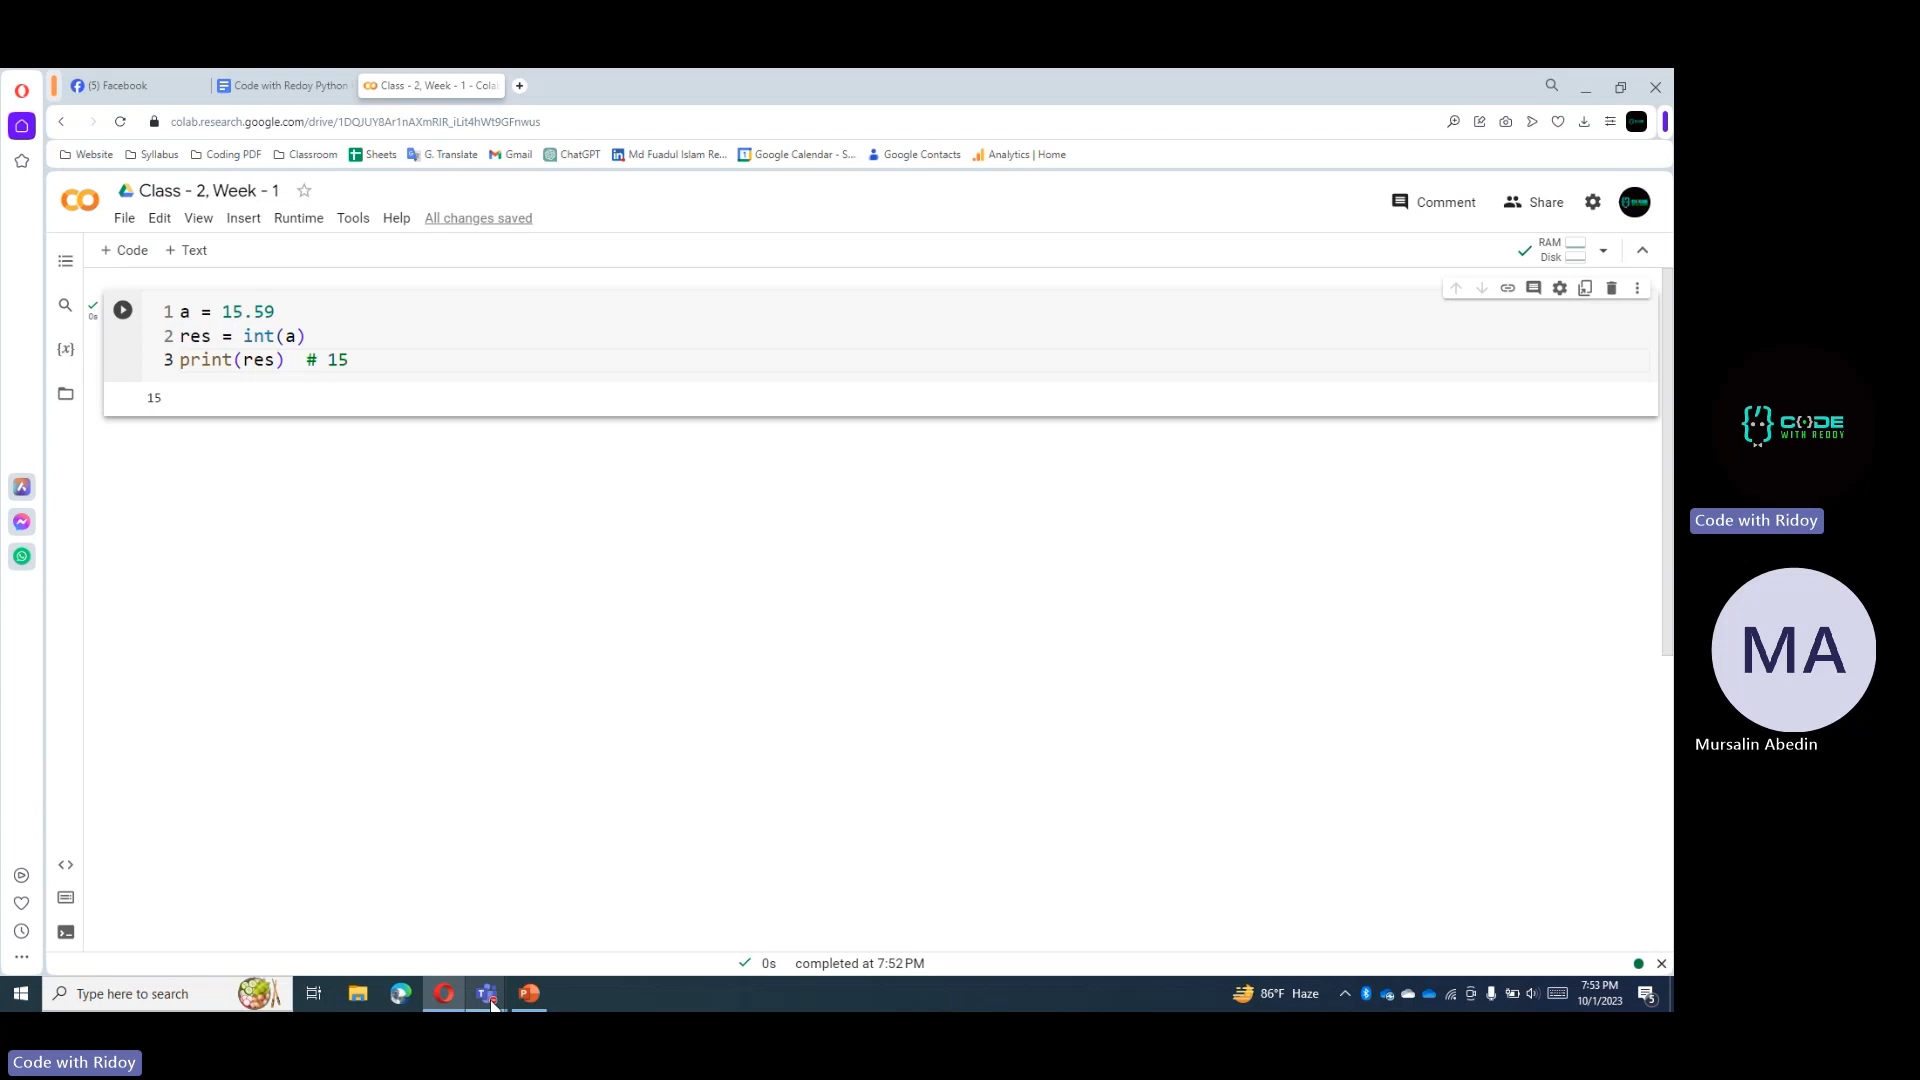 (5) Facebook
Code with Redoy Python
Class - 2, Week - 1 - Cola
colab.research.google.com/drive/1DQJUY8Ar1nAXmRIR_iLit4hWt9GFnwus
Website Syllabus Coding PDF Classroom Sheets G. Translate Gmail ChatGPT Md Fuadul Islam Re... Google Calendar - S... Google Contacts Analytics | Home
Class - 2, Week - 1
Comment Share
File Edit View Insert Runtime Tools Help All changes saved
+ Code + Text
RAM
Disk
1 a = 15.59
0s
2 res = int(a)
{x}
3 print(res)  # 15
15
CODE
WITH REDOY
Code with Ridoy
MA
Mursalin Abedin
0s completed at 7:52 PM
Type here to search
86°F Haze
7:53 PM
10/1/2023
5
Code with Ridoy